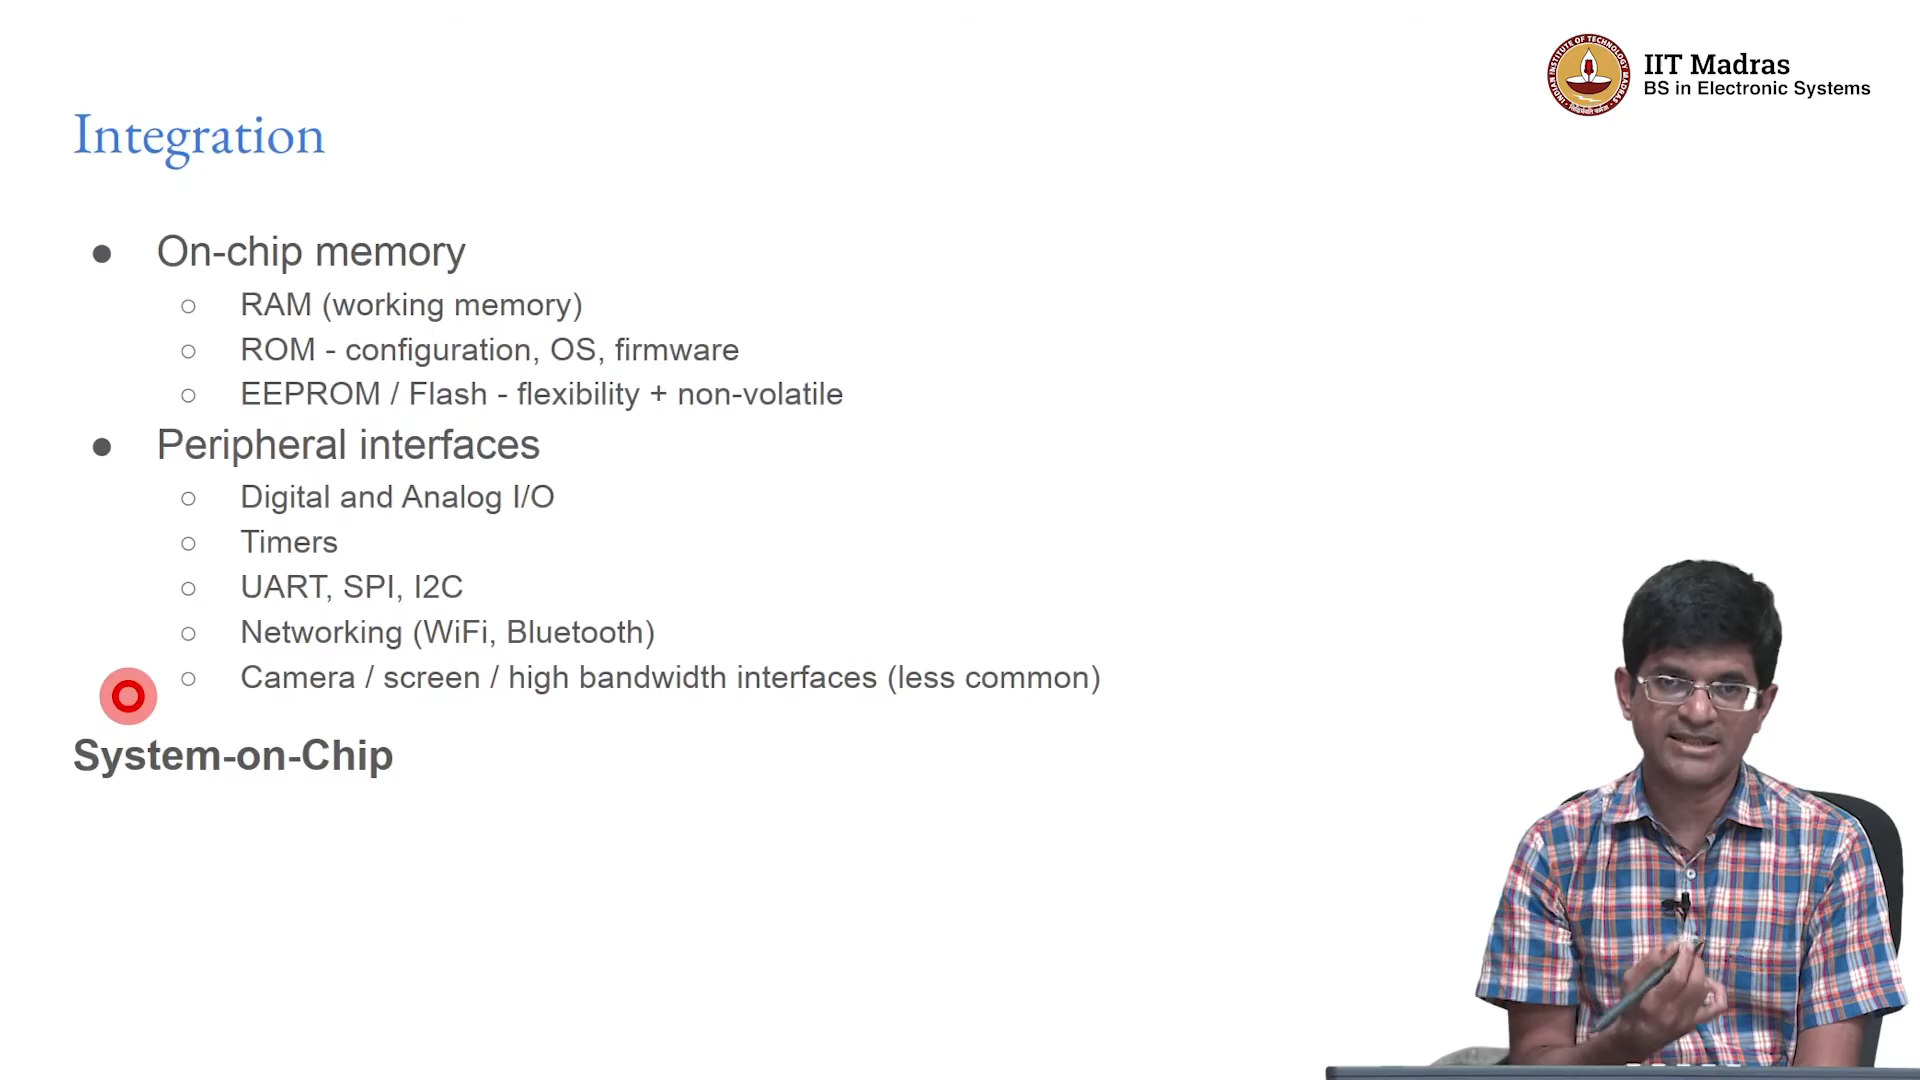 IIT Madras
BS in Electronic Systems
Integration
● On-chip memory
○ RAM (working memory)
○ ROM - configuration, OS, firmware
○ EEPROM / Flash - flexibility + non-volatile
● Peripheral interfaces
○ Digital and Analog I/O
○ Timers
○ UART, SPI, I2C
○ Networking (WiFi, Bluetooth)
○ Camera / screen / high bandwidth interfaces (less common)
System-on-Chip